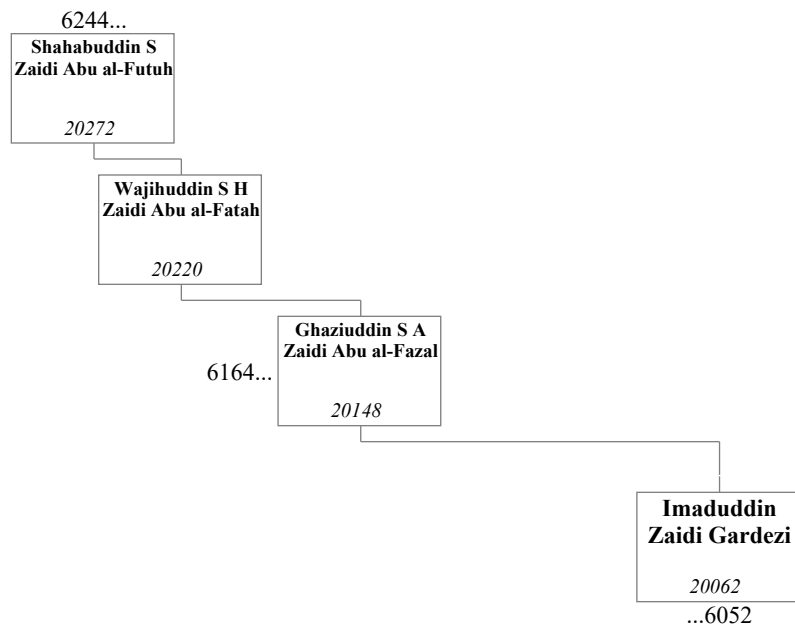 6244...
Shahabuddin S
Zaidi Abu al-Futuh
20272
Wajihuddin S H
Zaidi Abu al-Fatah
20220
Ghaziuddin S A
Zaidi Abu al-Fazal
6164...
20148
Imaduddin
Zaidi Gardezi
20062
...6052